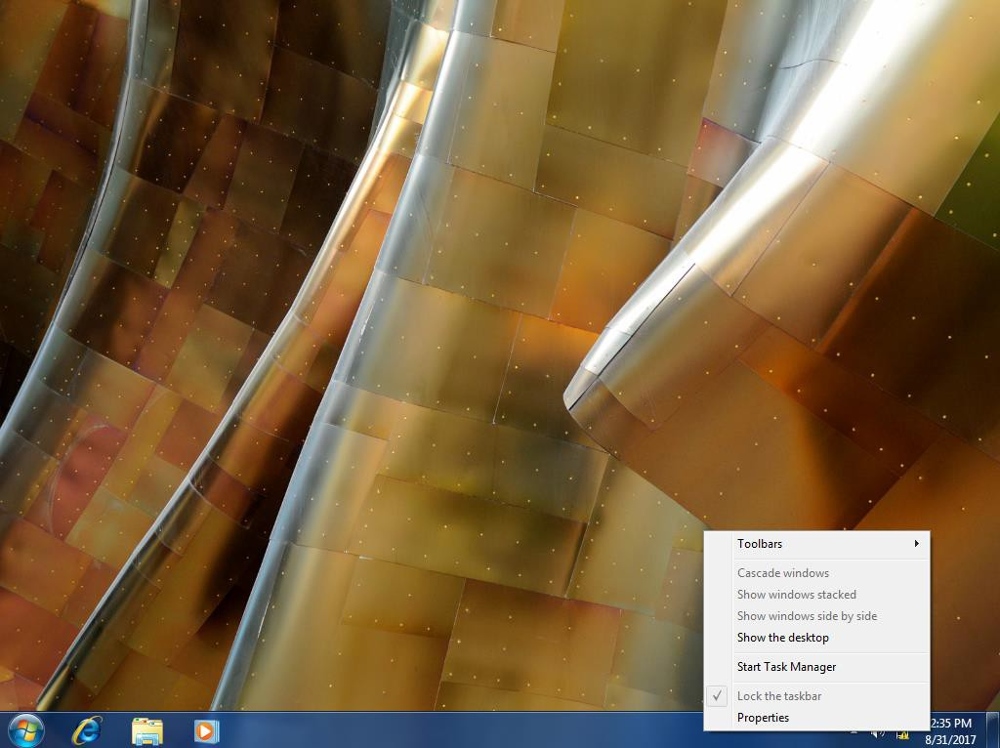 Toolbars
Cascade windows
Show windows stacked
Show windows side by side
Show the desktop
Start Task Manager
Lock the taskbar
Properties
2:35 PM
8/31/2017